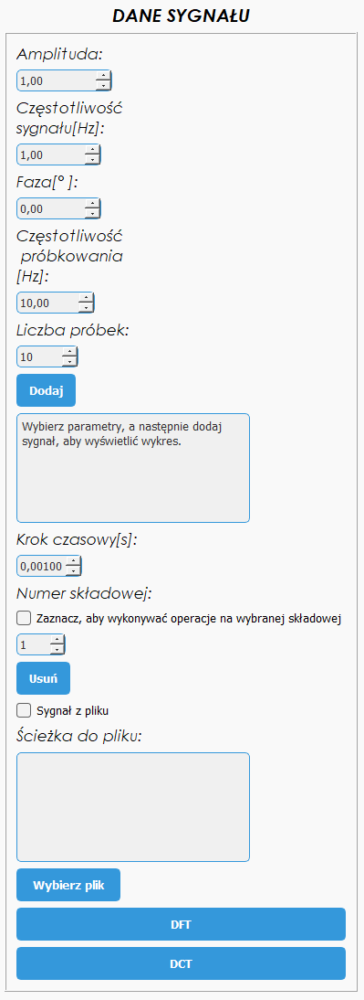 DANE SYGNAŁU
Amplituda:
1,00
Częstotliwość
sygnału[Hz]:
1,00
Faza[° ]:
0,00
Częstotliwość
próbkowania
[Hz]:
10,00
Liczba próbek:
10
Dodaj
Wybierz parametry, a następnie dodaj
sygnał, aby wyświetlić wykres.
Krok czasowy[s]:
0,00100
Numer składowej:
Zaznacz, aby wykonywać operacje na wybranej składowej
1
Usuń
Sygnał z pliku
Ścieżka do pliku:
Wybierz plik
DFT
DCT